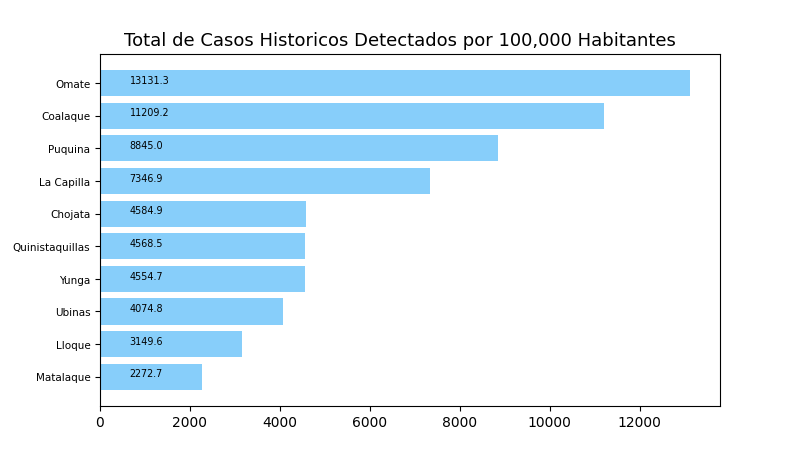 Total de Casos Historicos Detectados por 100,000 Habitantes
Omate 13131.3
Coalaque 11209.2
Puquina 8845.0
La Capilla 7346.9
Chojata 4584.9
Quinistaquillas 4568.5
Yunga 4554.7
Ubinas 4074.8
Lloque 3149.6
Matalaque 2272.7
0 2000 4000 6000 8000 10000 12000